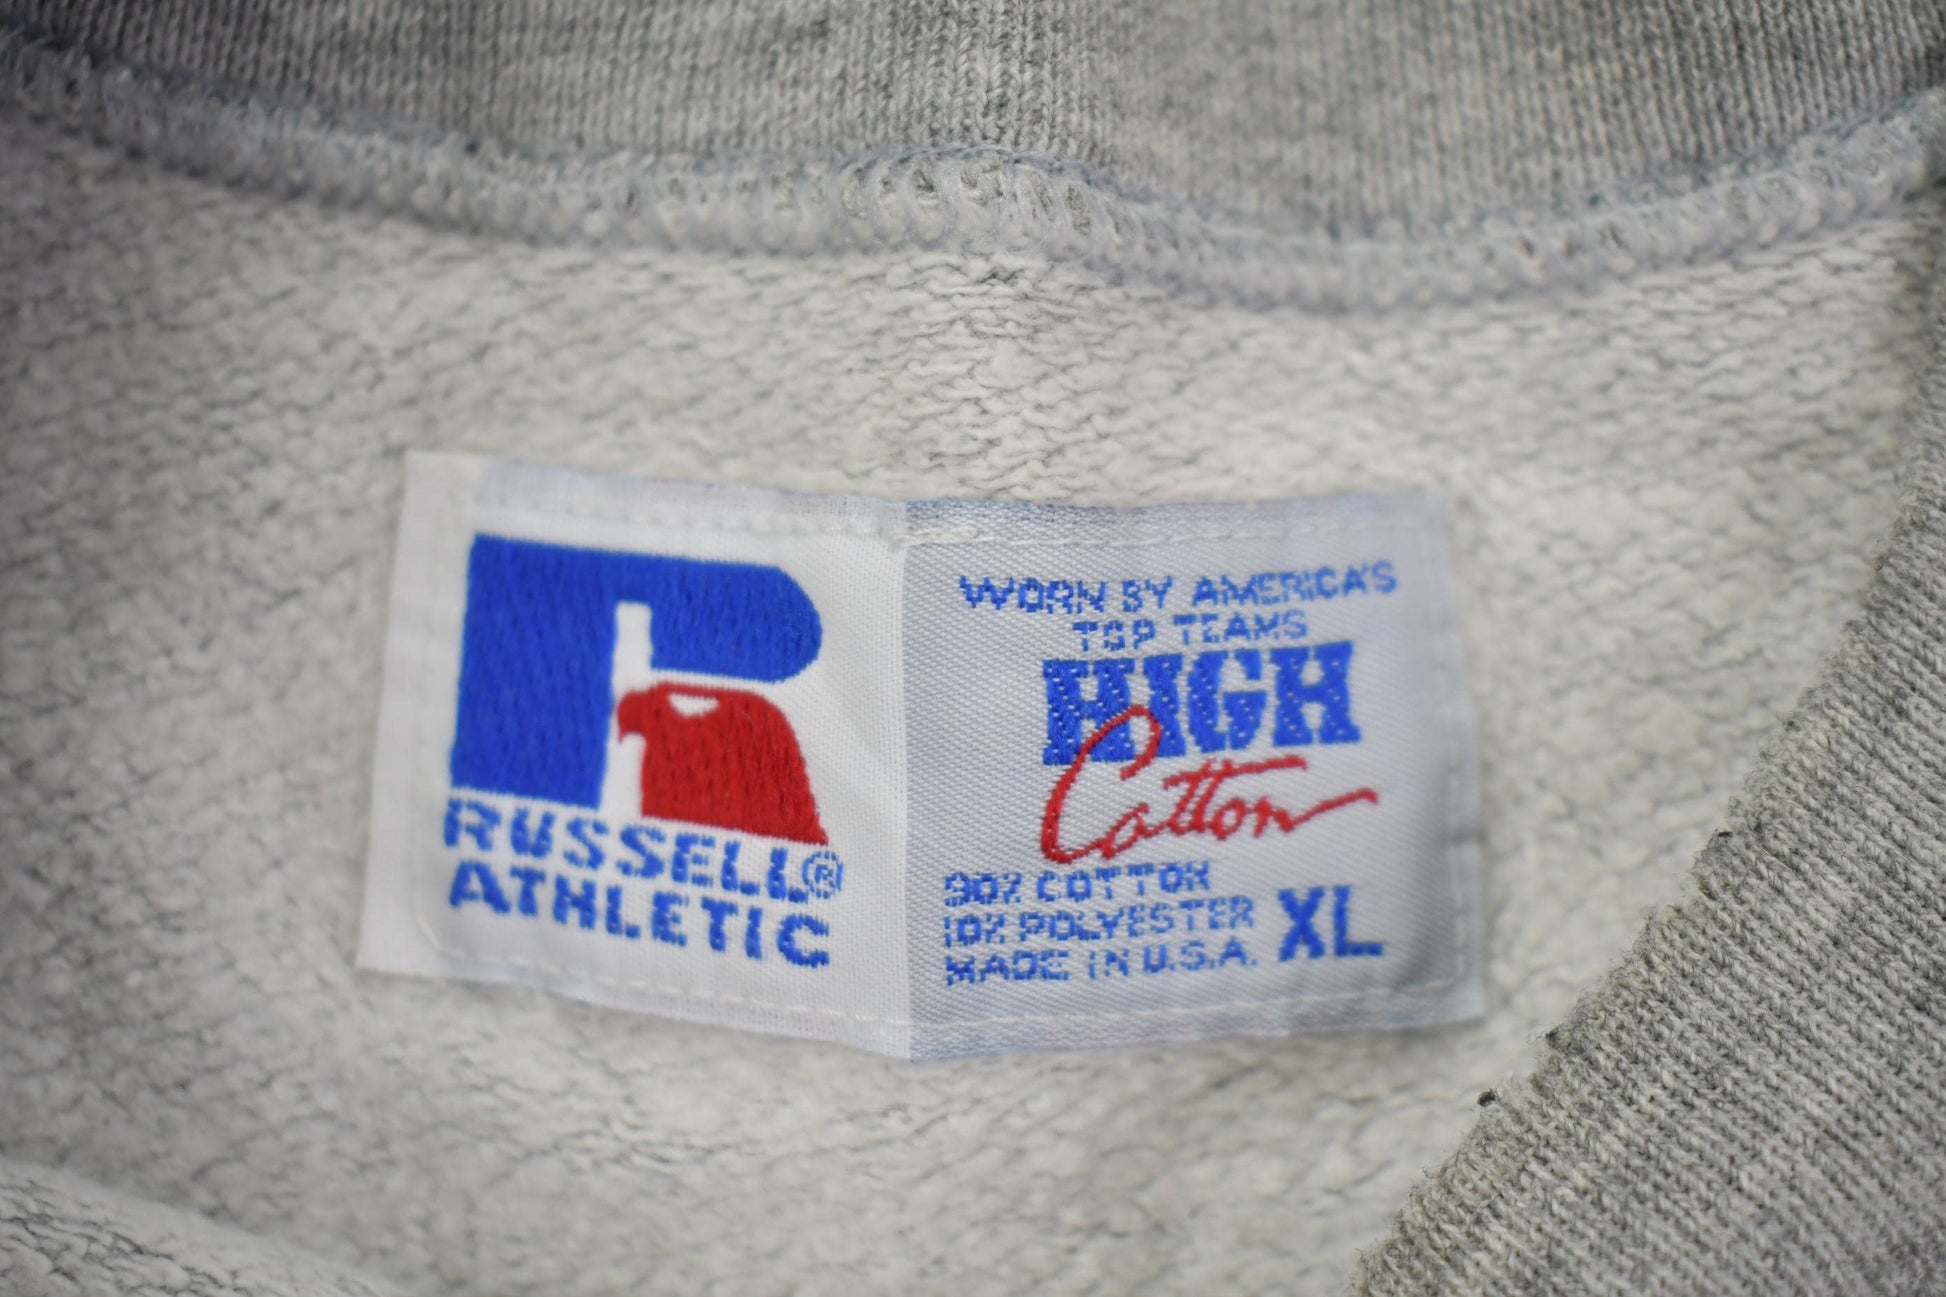 RUSSELL®
ATHLETIC
WORN BY AMERICA'S
TOP TEAMS
HIGH
Cotton
90% COTTON
10% POLYESTER
MADE IN U.S.A.
XL